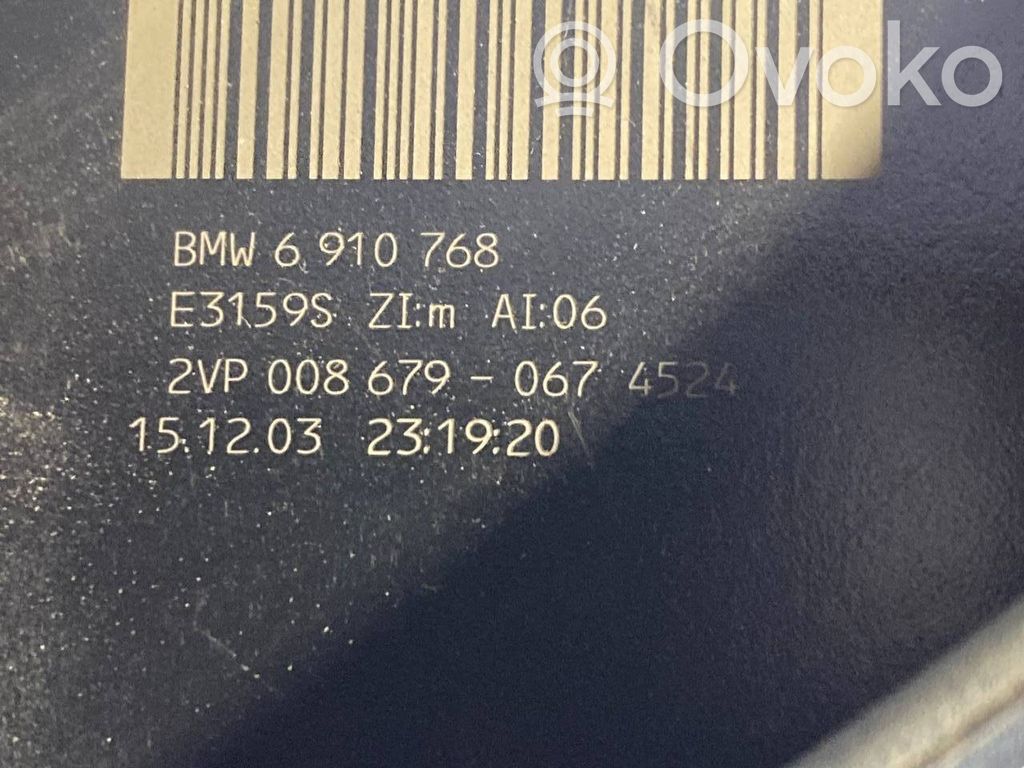 Ovoko
BMW 6 910 768
E3159S ZI:m AI:06
2VP 008 679 - 067 4524
15.12.03 23:19:20